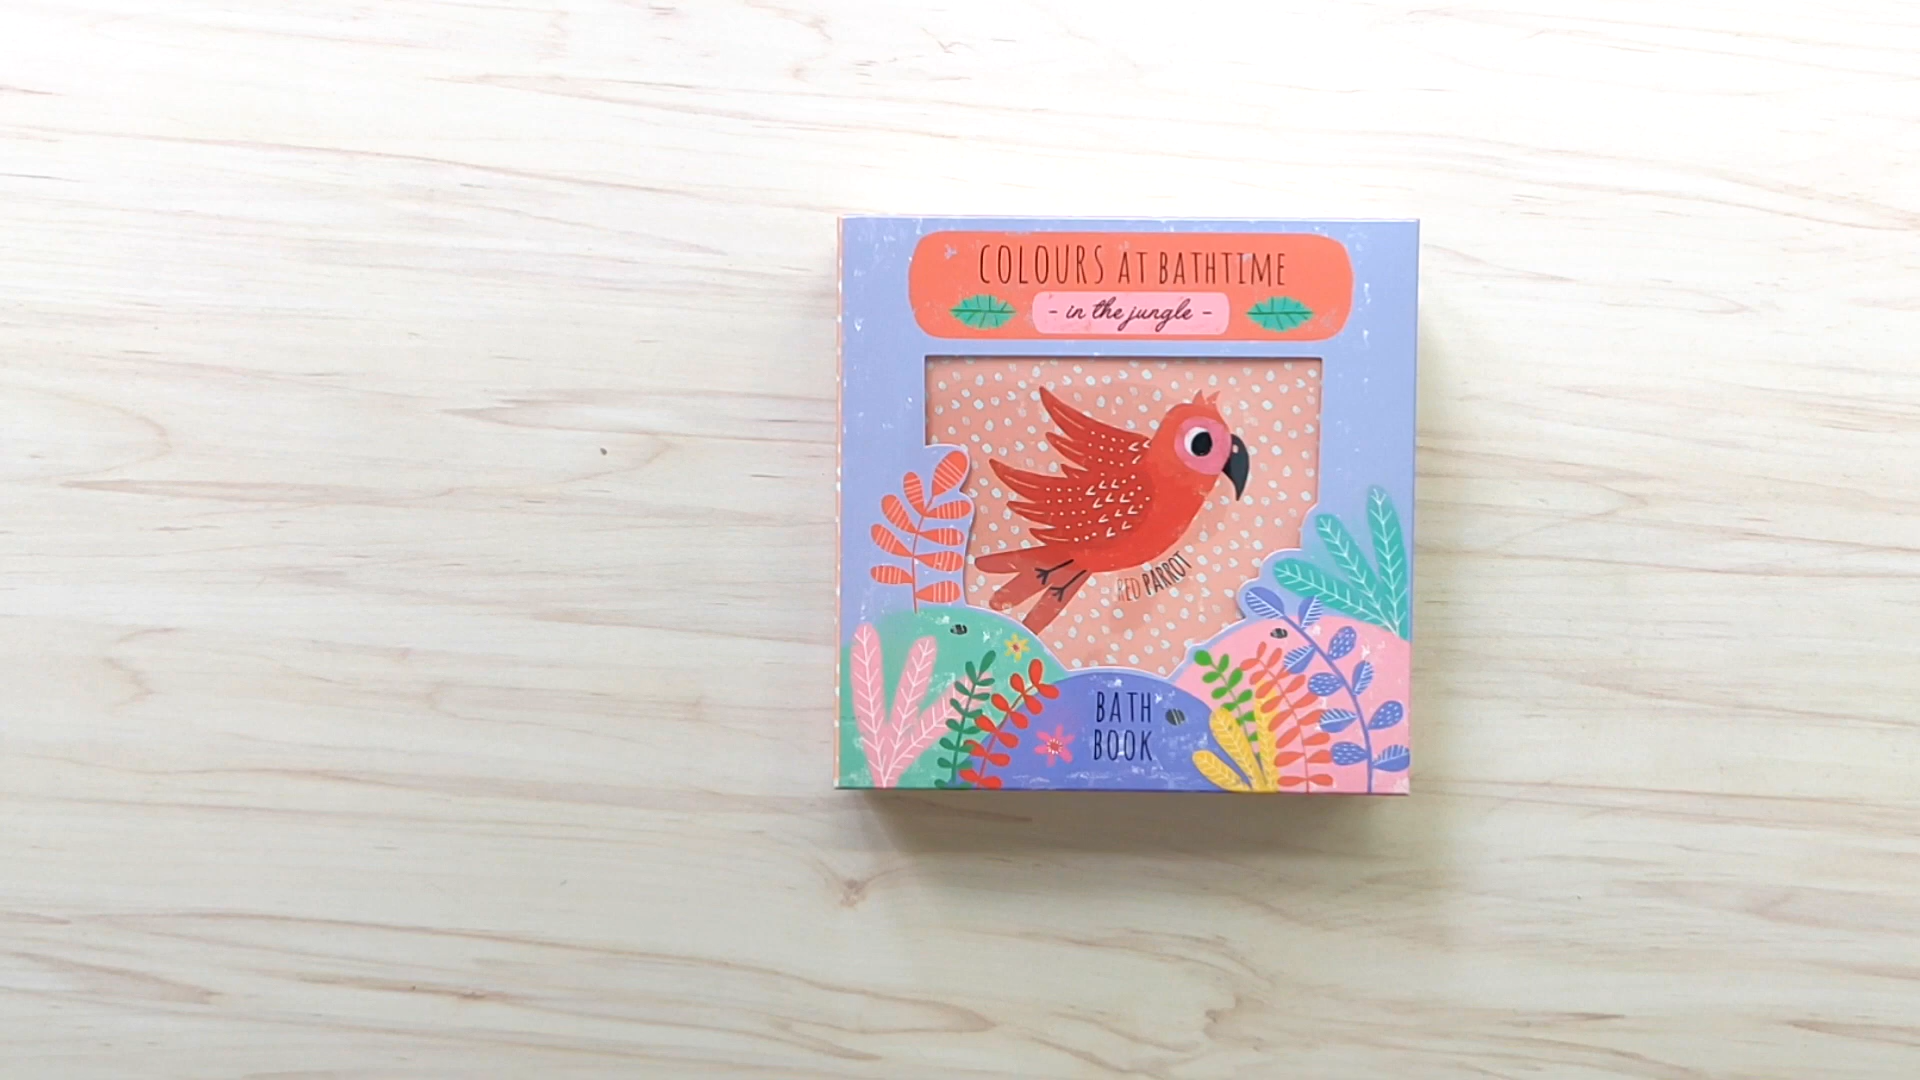 COLOURS AT BATHTIME
- in the jungle -
RED PARROT
BATH
BOOK